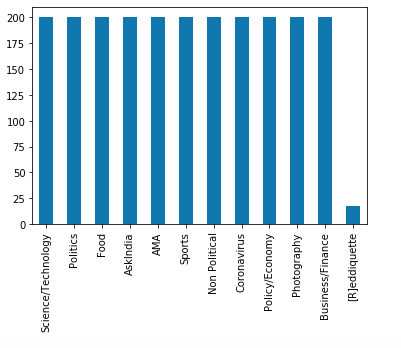 200
175
150
125
100
75
50
25
0
Science/Technology
Politics
Food
AskIndia
AMA
Sports
Non Political
Coronavirus
Policy/Economy
Photography
Business/Finance
[R]eddiquette